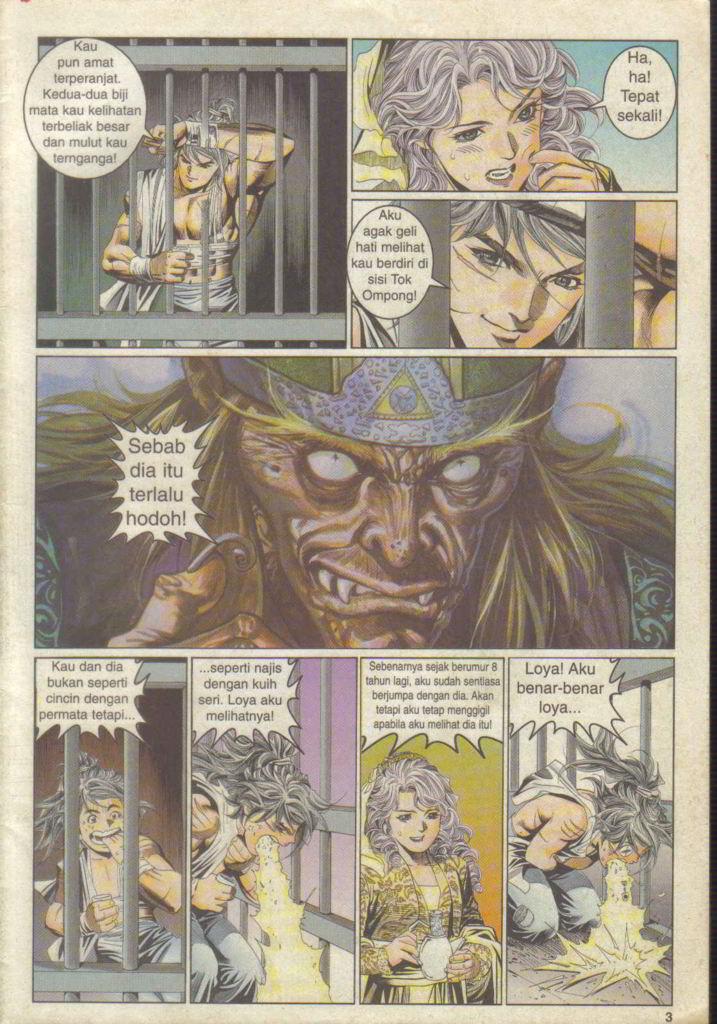 Kau
pun amat
terperanjat.
Kedua-dua biji
mata kau kelihatan
terbeliak besar
dan mulut kau
ternganga!
Ha,
ha!
Tepat
sekali!
Aku
agak geli
hati melihat
kau berdiri di
sisi Tok
Ompong!
Sebab
dia itu
terlalu
hodoh!
Kau dan dia
bukan seperti
cincin dengan
permata tetapi...
...seperti najis
dengan kuih
seri. Loya aku
melihatnya!
Sebenarnya sejak berumur 8
tahun lagi, aku sudah sentiasa
berjumpa dengan dia. Akan
tetapi aku tetap menggigil
apabila aku melihat dia itu!
Loya! Aku
benar-benar
loya...
3